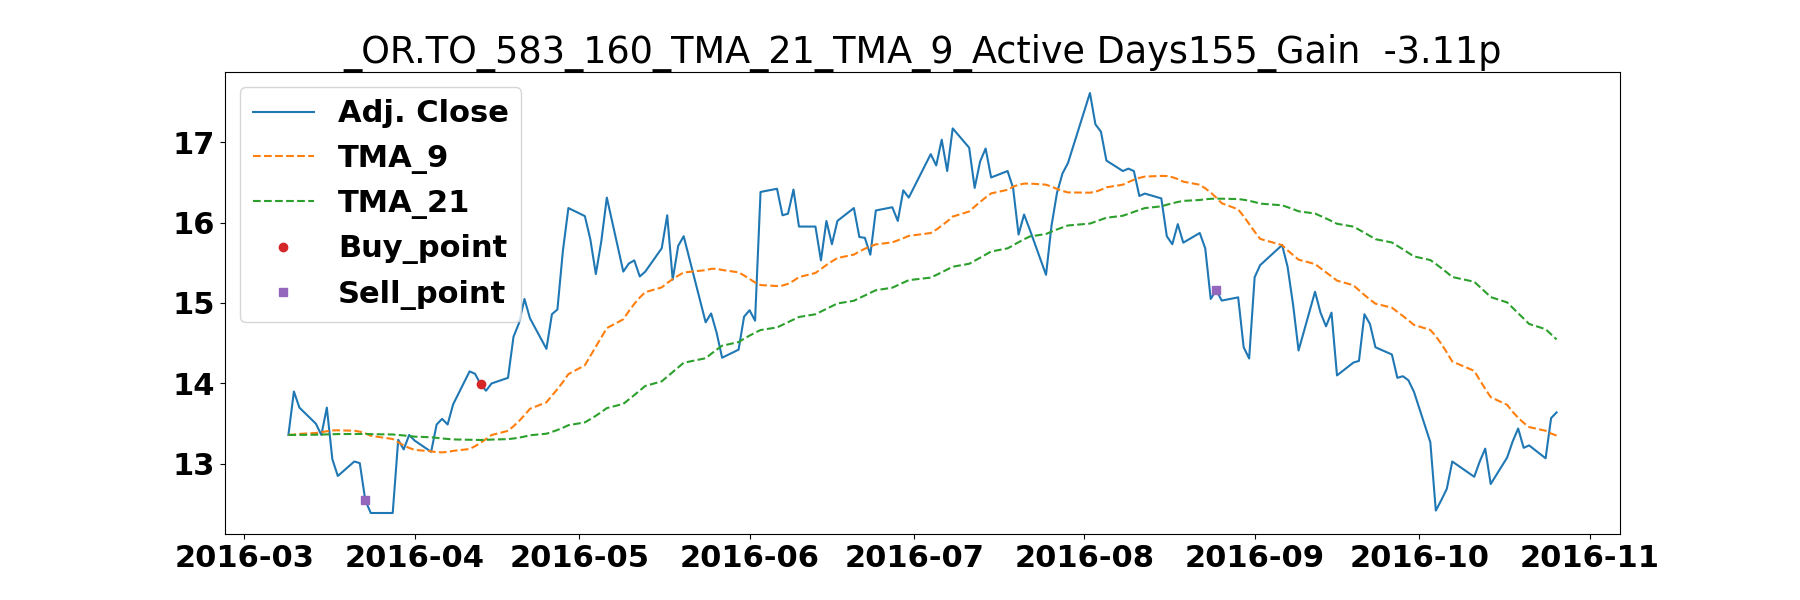 _OR.TO_583_160_TMA_21_TMA_9_Active Days155_Gain  -3.11p
Adj. Close
TMA_9
TMA_21
Buy_point
Sell_point
17
16
15
14
13
2016-03 2016-04 2016-05 2016-06 2016-07 2016-08 2016-09 2016-10 2016-11